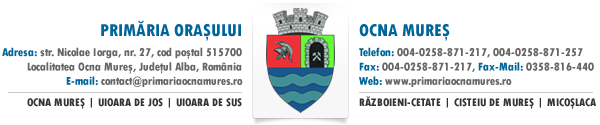 PRIMĂRIA ORAȘULUI
Adresa: str. Nicolae Iorga, nr. 27, cod poștal 515700
Localitatea Ocna Mureș, Județul Alba, România
E-mail: contact@primariaocnamures.ro
OCNA MUREȘ | UIOARA DE JOS | UIOARA DE SUS
OCNA MUREȘ
Telefon: 004-0258-871-217, 004-0258-871-257
Fax: 004-0258-871-217, Fax-Mail: 0358-816-440
Web: www.primariaocnamures.ro
RĂZBOIENI-CETATE | CISTEIU DE MUREȘ | MICOȘLACA